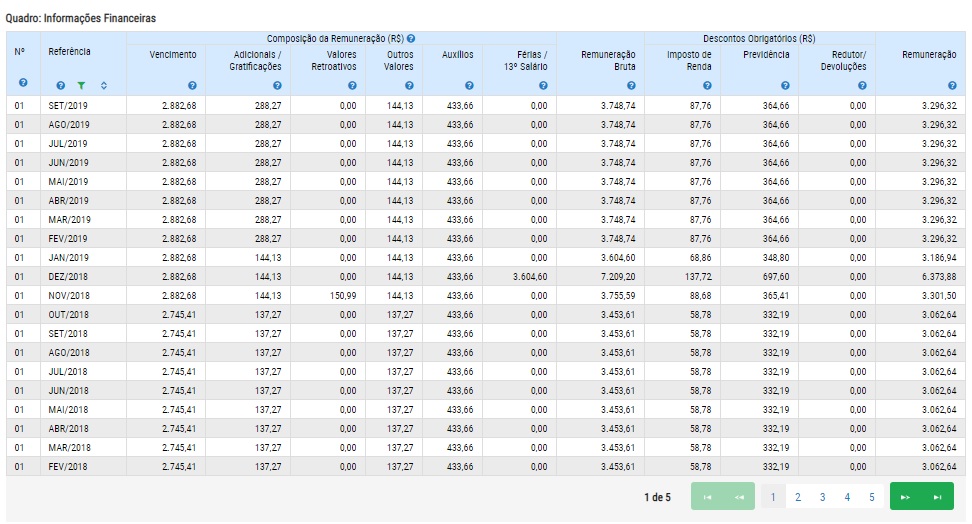 Quadro: Informações Financeiras
Composição da Remuneração (R$) Descontos Obrigatórios (R$)
Nº Referência Vencimento Adicionais / Gratificações Valores Retroativos Outros Valores Auxílios Férias / 13º Salário Remuneração Bruta Imposto de Renda Previdência Redutor/ Devoluções Remuneração
01 SET/2019 2.882,68 288,27 0,00 144,13 433,66 0,00 3.748,74 87,76 364,66 0,00 3.296,32
01 AGO/2019 2.882,68 288,27 0,00 144,13 433,66 0,00 3.748,74 87,76 364,66 0,00 3.296,32
01 JUL/2019 2.882,68 288,27 0,00 144,13 433,66 0,00 3.748,74 87,76 364,66 0,00 3.296,32
01 JUN/2019 2.882,68 288,27 0,00 144,13 433,66 0,00 3.748,74 87,76 364,66 0,00 3.296,32
01 MAI/2019 2.882,68 288,27 0,00 144,13 433,66 0,00 3.748,74 87,76 364,66 0,00 3.296,32
01 ABR/2019 2.882,68 288,27 0,00 144,13 433,66 0,00 3.748,74 87,76 364,66 0,00 3.296,32
01 MAR/2019 2.882,68 288,27 0,00 144,13 433,66 0,00 3.748,74 87,76 364,66 0,00 3.296,32
01 FEV/2019 2.882,68 288,27 0,00 144,13 433,66 0,00 3.748,74 87,76 364,66 0,00 3.296,32
01 JAN/2019 2.882,68 144,13 0,00 144,13 433,66 0,00 3.604,60 68,86 348,80 0,00 3.186,94
01 DEZ/2018 2.882,68 144,13 0,00 144,13 433,66 3.604,60 7.209,20 137,72 697,60 0,00 6.373,88
01 NOV/2018 2.882,68 144,13 150,99 144,13 433,66 0,00 3.755,59 88,68 365,41 0,00 3.301,50
01 OUT/2018 2.745,41 137,27 0,00 137,27 433,66 0,00 3.453,61 58,78 332,19 0,00 3.062,64
01 SET/2018 2.745,41 137,27 0,00 137,27 433,66 0,00 3.453,61 58,78 332,19 0,00 3.062,64
01 AGO/2018 2.745,41 137,27 0,00 137,27 433,66 0,00 3.453,61 58,78 332,19 0,00 3.062,64
01 JUL/2018 2.745,41 137,27 0,00 137,27 433,66 0,00 3.453,61 58,78 332,19 0,00 3.062,64
01 JUN/2018 2.745,41 137,27 0,00 137,27 433,66 0,00 3.453,61 58,78 332,19 0,00 3.062,64
01 MAI/2018 2.745,41 137,27 0,00 137,27 433,66 0,00 3.453,61 58,78 332,19 0,00 3.062,64
01 ABR/2018 2.745,41 137,27 0,00 137,27 433,66 0,00 3.453,61 58,78 332,19 0,00 3.062,64
01 MAR/2018 2.745,41 137,27 0,00 137,27 433,66 0,00 3.453,61 58,78 332,19 0,00 3.062,64
01 FEV/2018 2.745,41 137,27 0,00 137,27 433,66 0,00 3.453,61 58,78 332,19 0,00 3.062,64
1 de 5 1 2 3 4 5